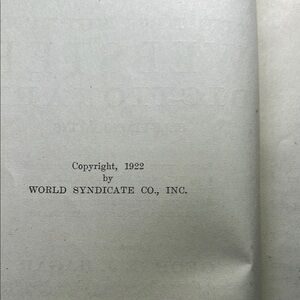 Copyright, 1922
by
WORLD SYNDICATE CO., INC.